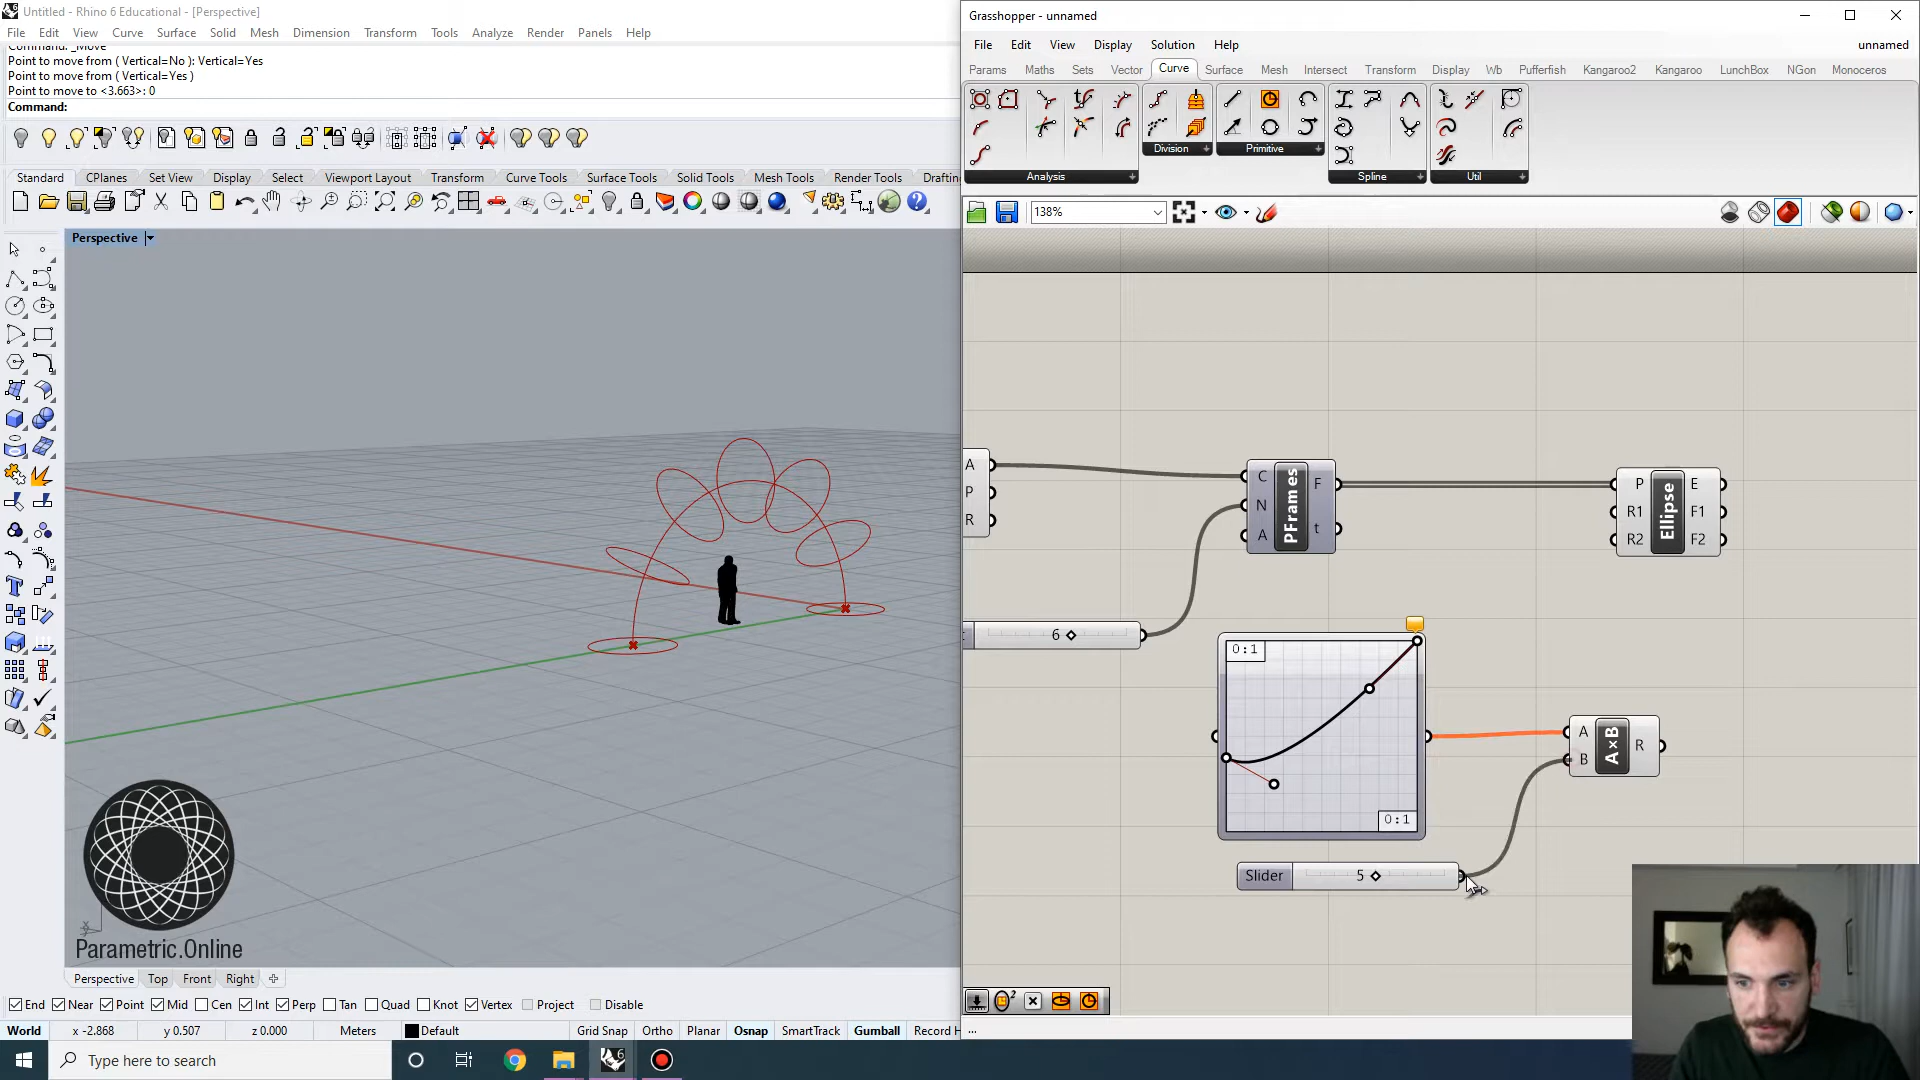 Untitled - Rhino 6 Educational - [Perspective]
File Edit View Curve Surface Solid Mesh Dimension Transform Tools Analyze Render Panels Help
Command: _Move
Point to move from ( Vertical=No ): Vertical=Yes
Point to move from ( Vertical=Yes )
Point to move to <3.663>: 0
Command:
Standard CPlanes Set View Display Select Viewport Layout Transform Curve Tools Surface Tools Solid Tools Mesh Tools Render Tools Drafting
Perspective
Parametric.Online
Perspective Top Front Right
End Near Point Mid Cen Int Perp Tan Quad Knot Vertex Project Disable
World x -2.868 y 0.507 z 0.000 Meters Default Grid Snap Ortho Planar Osnap SmartTrack Gumball Record H
Type here to search
Grasshopper - unnamed
File Edit View Display Solution Help
unnamed
Params Maths Sets Vector Curve Surface Mesh Intersect Transform Display Wb Pufferfish Kangaroo2 Kangaroo LunchBox NGon Monoceros
Analysis Division Primitive Spline Util
138%
A
P
R
C
N
A
PFrames
F
t
P
R1
R2
Ellipse
E
F1
F2
6
0:1
0:1
A
B
A×B
R
Slider 5
...